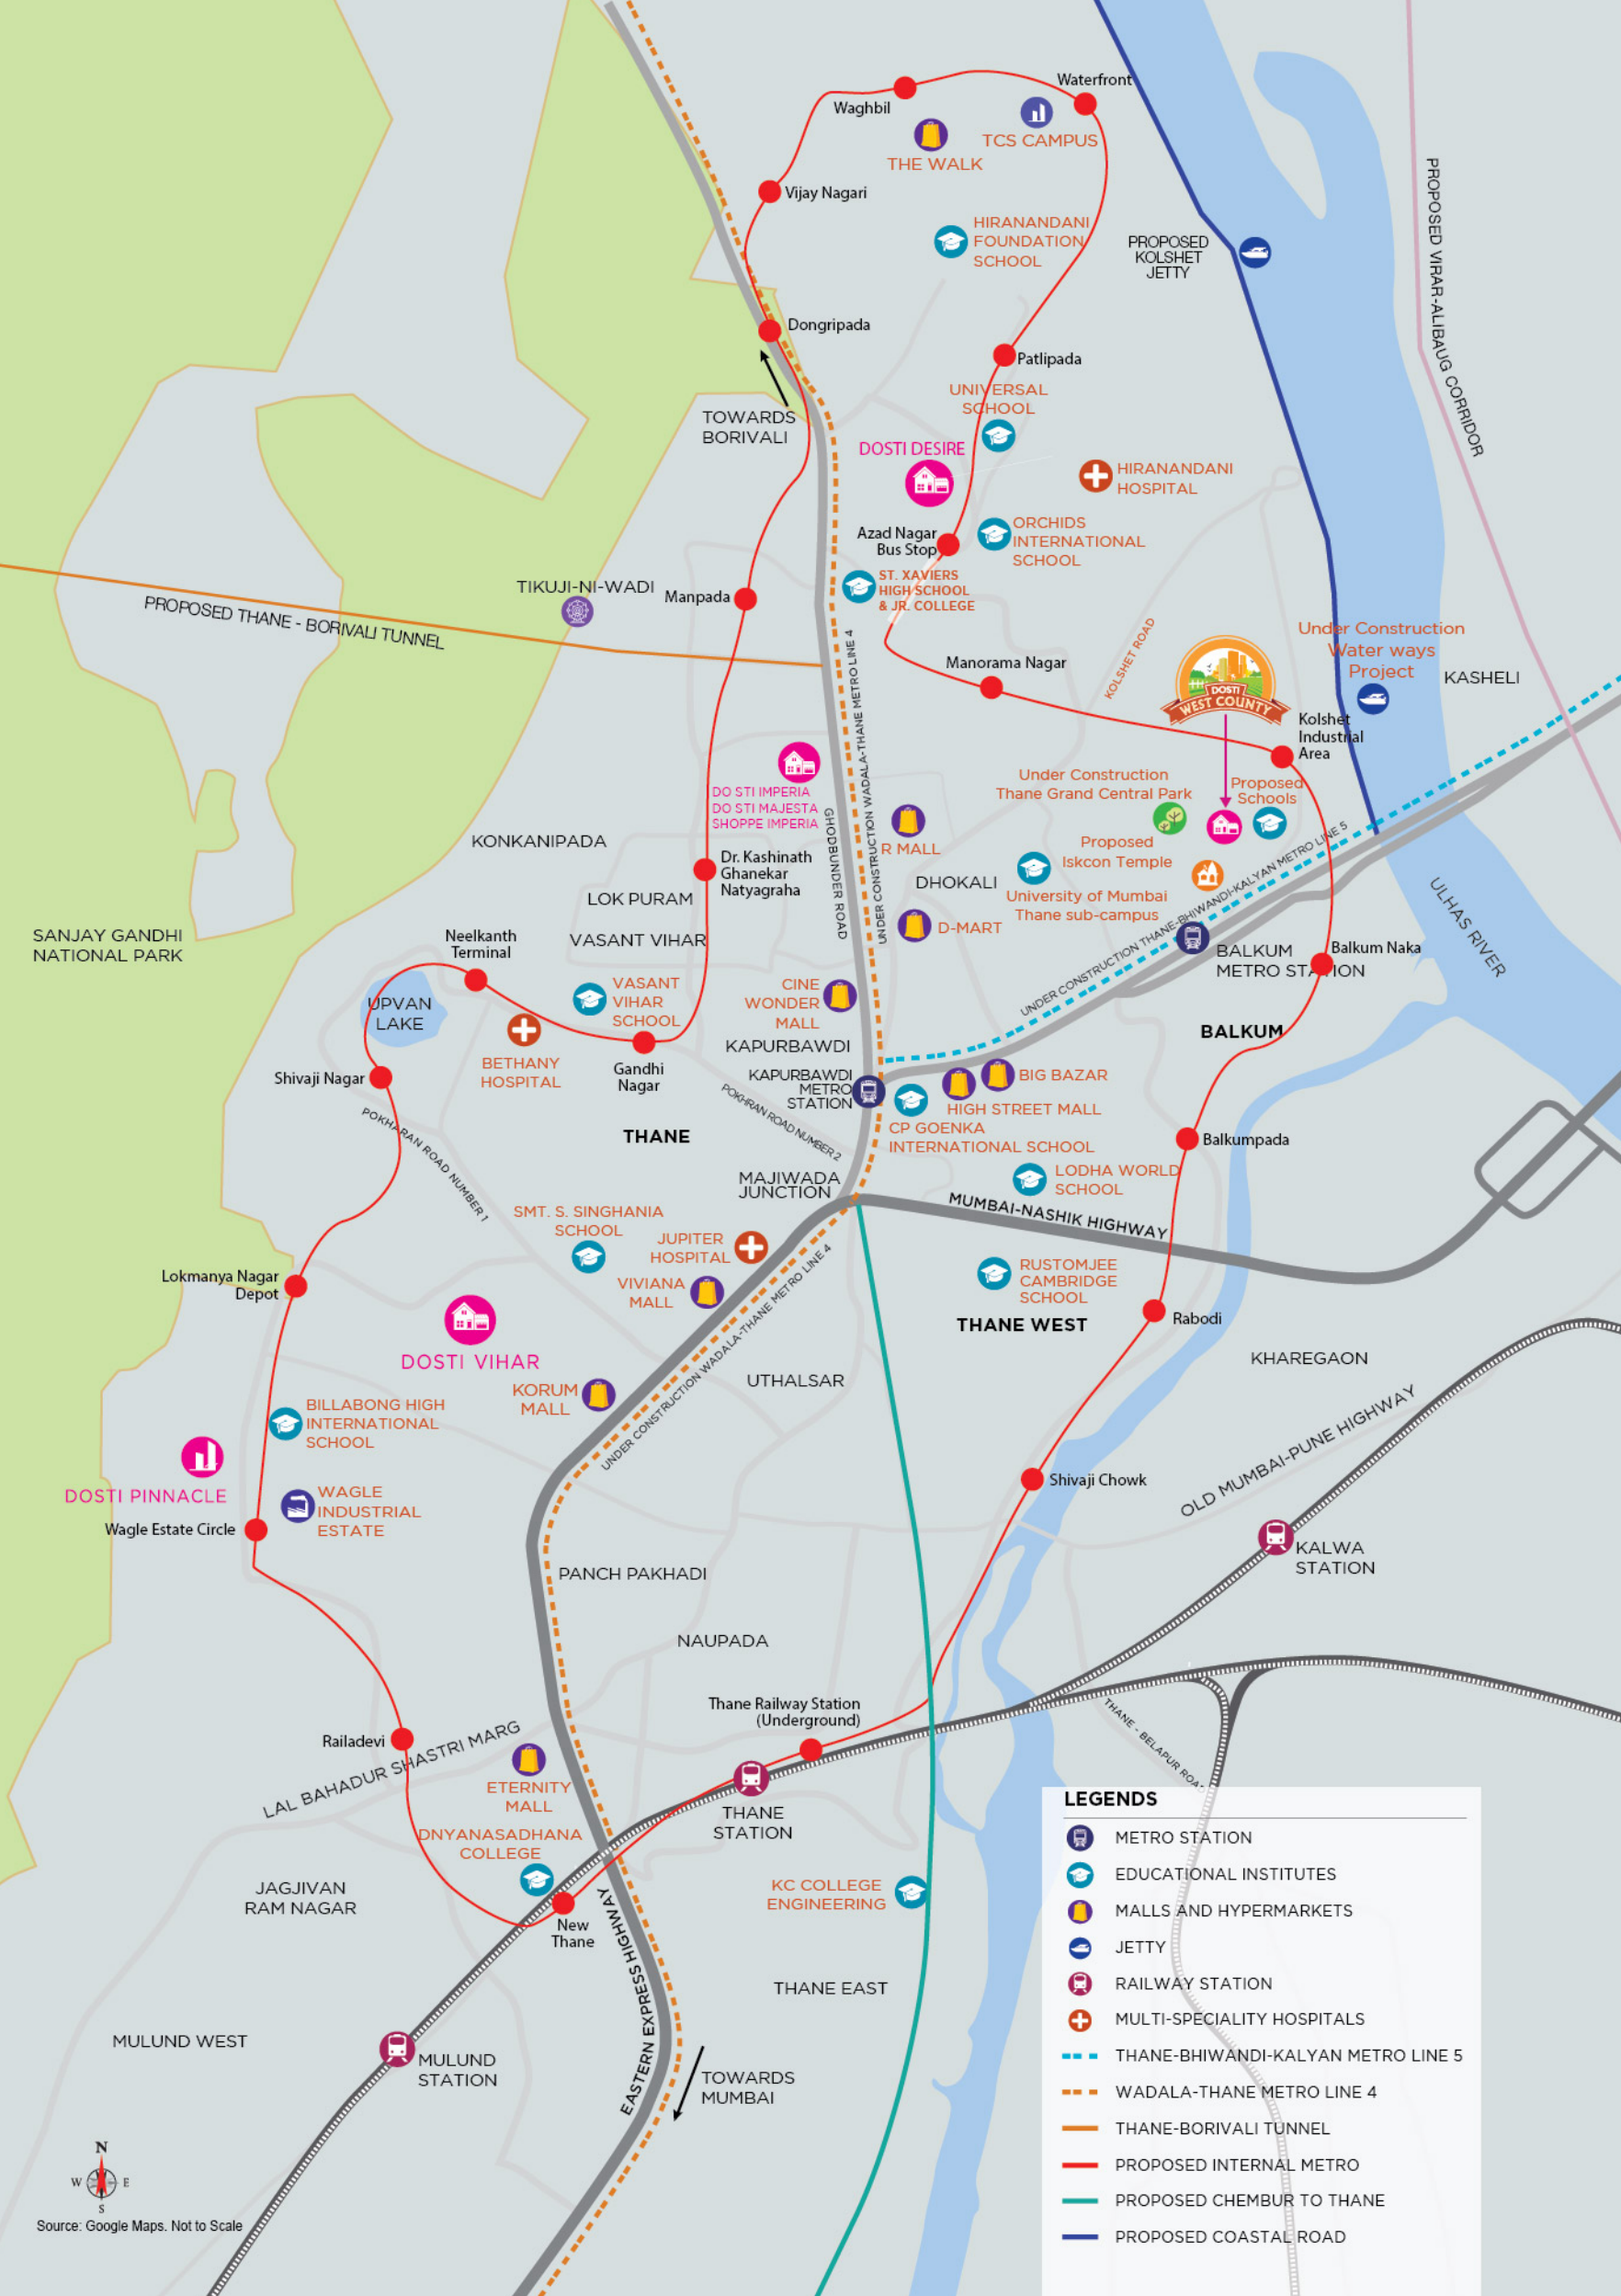 Waterfront
Waghbil
TCS CAMPUS
THE WALK
Vijay Nagari
HIRANANDANI
FOUNDATION
SCHOOL
PROPOSED
KOLSHET
JETTY
PROPOSED VIRAR-ALIBAUG CORRIDOR
Dongripada
Patlipada
TOWARDS
BORIVALI
UNIVERSAL
SCHOOL
DOSTI DESIRE
HIRANANDANI
HOSPITAL
Azad Nagar
Bus Stop
ORCHIDS
INTERNATIONAL
SCHOOL
ST. XAVIERS
HIGH SCHOOL
& JR. COLLEGE
TIKUJI-NI-WADI
Manpada
PROPOSED THANE - BORIVALI TUNNEL
UNDER CONSTRUCTION WADALA-THANE METRO LINE 4
Manorama Nagar
KOLSHET ROAD
DOSTI
WEST COUNTY
Under Construction
Water ways
Project
KASHELI
Kolshet
Industrial
Area
DO STI IMPERIA
DO STI MAJESTA
SHOPPE IMPERIA
GHODBUNDER ROAD
R MALL
Under Construction
Thane Grand Central Park
Proposed
Schools
Proposed
Iskcon Temple
KONKANIPADA
Dr. Kashinath
Ghanekar
Natyagraha
DHOKALI
University of Mumbai
Thane sub-campus
UNDER CONSTRUCTION THANE-BHIWANDI-KALYAN METRO LINE 5
LOK PURAM
D-MART
ULHAS RIVER
SANJAY GANDHI
NATIONAL PARK
Neelkanth
Terminal
VASANT VIHAR
BALKUM
METRO STATION
Balkum Naka
UPVAN
LAKE
VASANT
VIHAR
SCHOOL
CINE
WONDER
MALL
BALKUM
BETHANY
HOSPITAL
Gandhi
Nagar
KAPURBAWDI
Shivaji Nagar
KAPURBAWDI
METRO
STATION
BIG BAZAR
HIGH STREET MALL
CP GOENKA
INTERNATIONAL SCHOOL
POKHARAN ROAD NUMBER 1
POKHRAN ROAD NUMBER 2
THANE
Balkumpada
MAJIWADA
JUNCTION
LODHA WORLD
SCHOOL
MUMBAI-NASHIK HIGHWAY
SMT. S. SINGHANIA
SCHOOL
JUPITER
HOSPITAL
VIVIANA
MALL
RUSTOMJEE
CAMBRIDGE
SCHOOL
Lokmanya Nagar
Depot
THANE WEST
Rabodi
DOSTI VIHAR
UNDER CONSTRUCTION WADALA-THANE METRO LINE 4
UTHALSAR
KHAREGAON
KORUM
MALL
BILLABONG HIGH
INTERNATIONAL
SCHOOL
OLD MUMBAI-PUNE HIGHWAY
DOSTI PINNACLE
Shivaji Chowk
WAGLE
INDUSTRIAL
ESTATE
Wagle Estate Circle
KALWA
STATION
PANCH PAKHADI
NAUPADA
Thane Railway Station
(Underground)
Railadevi
LAL BAHADUR SHASTRI MARG
THANE - BELAPUR ROAD
ETERNITY
MALL
THANE
STATION
DNYANASADHANA
COLLEGE
JAGJIVAN
RAM NAGAR
KC COLLEGE
ENGINEERING
New
Thane
EASTERN EXPRESS HIGHWAY
THANE EAST
MULUND WEST
MULUND
STATION
TOWARDS
MUMBAI
LEGENDS
METRO STATION
EDUCATIONAL INSTITUTES
MALLS AND HYPERMARKETS
JETTY
RAILWAY STATION
MULTI-SPECIALITY HOSPITALS
THANE-BHIWANDI-KALYAN METRO LINE 5
WADALA-THANE METRO LINE 4
THANE-BORIVALI TUNNEL
PROPOSED INTERNAL METRO
PROPOSED CHEMBUR TO THANE
PROPOSED COASTAL ROAD
N
W E
S
Source: Google Maps. Not to Scale